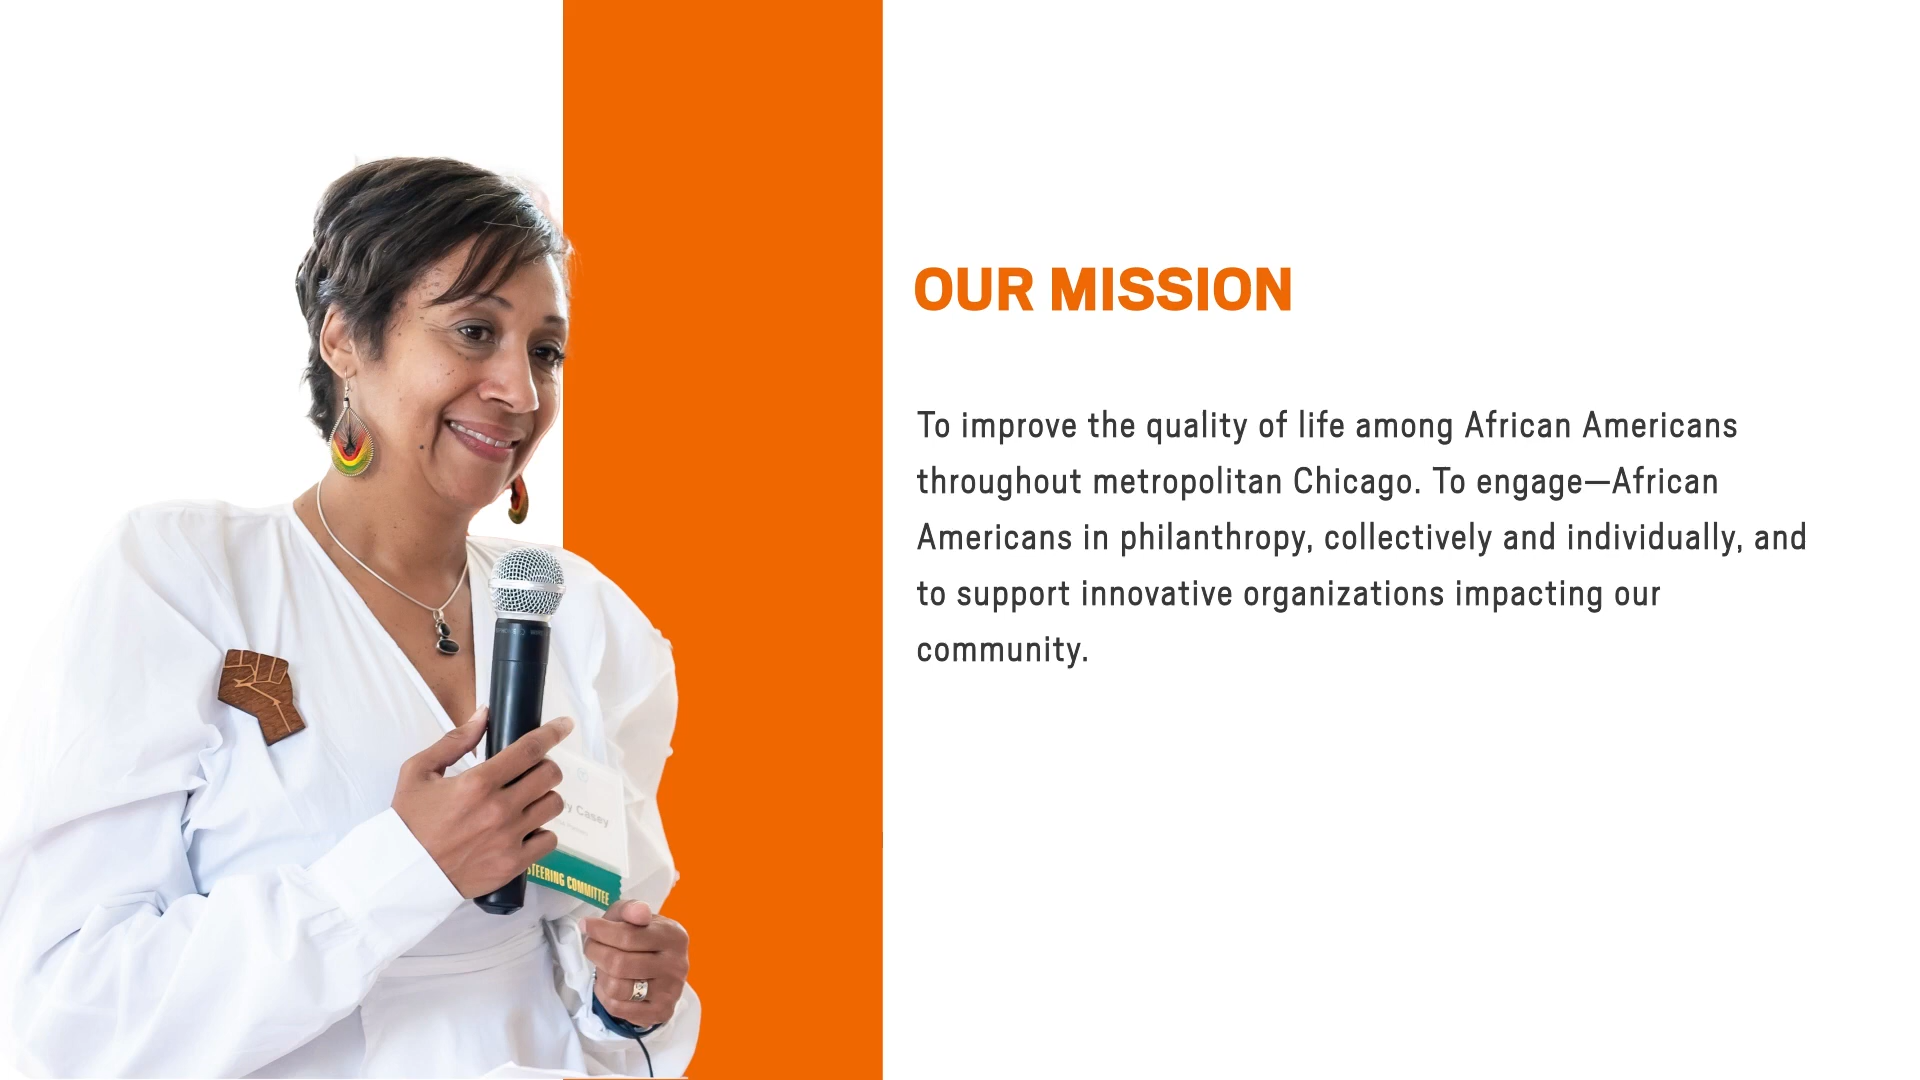 OUR MISSION
To improve the quality of life among African Americans
throughout metropolitan Chicago. To engage—African
Americans in philanthropy, collectively and individually, and
to support innovative organizations impacting our
community.
Casey
STEERING COMMITTEE